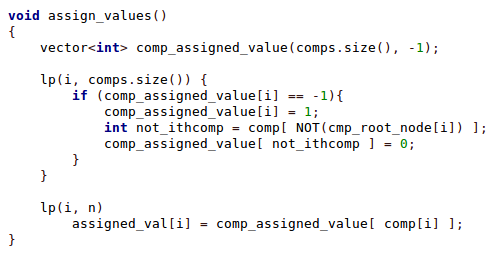 void assign_values()
{
    vector<int> comp_assigned_value(comps.size(), -1);

    lp(i, comps.size()) {
        if (comp_assigned_value[i] == -1){
            comp_assigned_value[i] = 1;
            int not_ithcomp = comp[ NOT(cmp_root_node[i]) ];
            comp_assigned_value[ not_ithcomp ] = 0;
        }
    }

    lp(i, n)
        assigned_val[i] = comp_assigned_value[ comp[i] ];
}